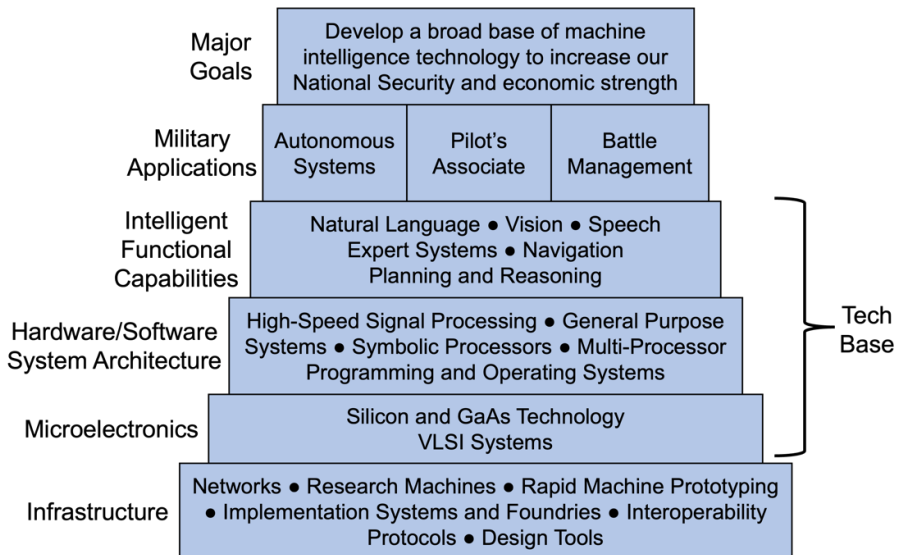 Major
Goals
Develop a broad base of machine
intelligence technology to increase our
National Security and economic strength
Military
Applications
Autonomous
Systems
Pilot's
Associate
Battle
Management
Intelligent
Functional
Capabilities
Natural Language ● Vision ● Speech
Expert Systems ● Navigation
Planning and Reasoning
Hardware/Software
System Architecture
High-Speed Signal Processing ● General Purpose
Systems ● Symbolic Processors ● Multi-Processor
Programming and Operating Systems
Tech
Base
Microelectronics
Silicon and GaAs Technology
VLSI Systems
Infrastructure
Networks ● Research Machines ● Rapid Machine Prototyping
● Implementation Systems and Foundries ● Interoperability
Protocols ● Design Tools